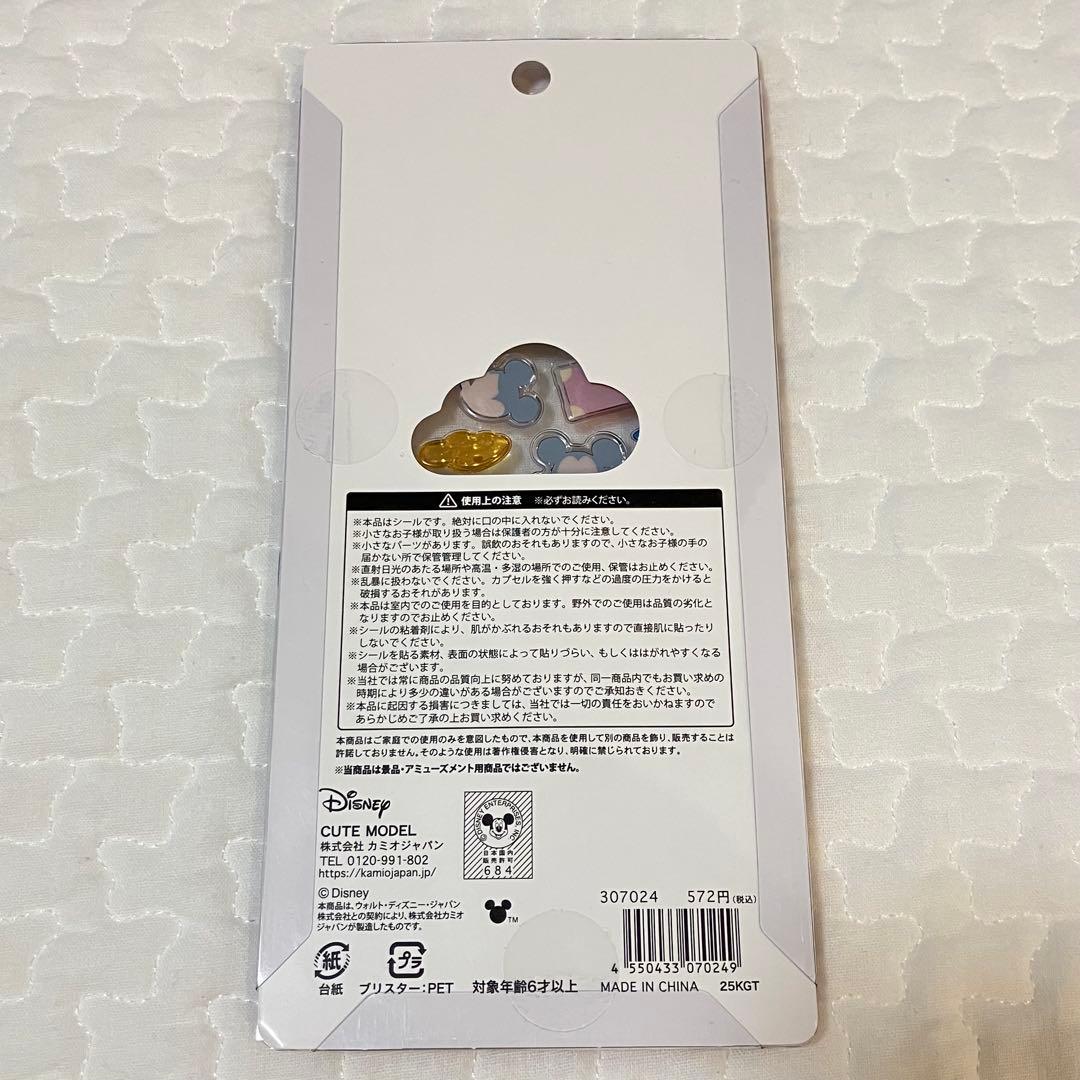 使用上の注意 ※必ずお読みください。
※本品はシールです。絶対に口の中に入れないでください。
※小さなお子様が取り扱う場合は保護者の方が十分に注意してください。
※小さなパーツがあります。誤飲のおそれもありますので、小さなお子様の手の
届かない所で保管管理してください。
※直射日光のあたる場所や高温・多湿の場所でのご使用、保管はお止めください。
※乱暴に扱わないでください。カプセルを強く押すなどの過度の圧力をかけると
破損するおそれがあります。
※本品は室内でのご使用を目的としております。野外でのご使用は品質の劣化と
なりますのでお止めください。
※シールの粘着剤により、肌がかぶれるおそれもありますので直接肌に貼ったり
しないでください。
※シールを貼る素材、表面の状態によって貼りづらい、もしくははがれやすくなる
場合がございます。
※当社では常に商品の品質向上に努めておりますが、同一商品内でもお買い求めの
時期により多少の違いがある場合がございますのでご承知おきください。
※本品に起因する損害につきましては、当社では一切の責任をおいかねますので
あらかじめご了承の上お買い求めください。
本商品はご家庭での使用のみを意図したもので、本商品を使用して別の商品を飾り、販売することは
許諾しておりません。そのような使用は著作権侵害となり、明確に禁じられております。
※当商品は景品・アミューズメント用商品ではございません。
Disney
CUTE MODEL
株式会社 カミオジャパン
TEL 0120-991-802
https://kamiojapan.jp/
© DISNEY ENTERPRISES INC
日本国内
販売許可
684
© Disney
本商品は、ウォルト・ディズニー・ジャパン
株式会社との契約により、株式会社カミオ
ジャパンが製造したものです。
TM
307024 572円(税込)
4 550433 070249
紙
台紙
プラ
ブリスター:PET
対象年齢6才以上
MADE IN CHINA
25KGT